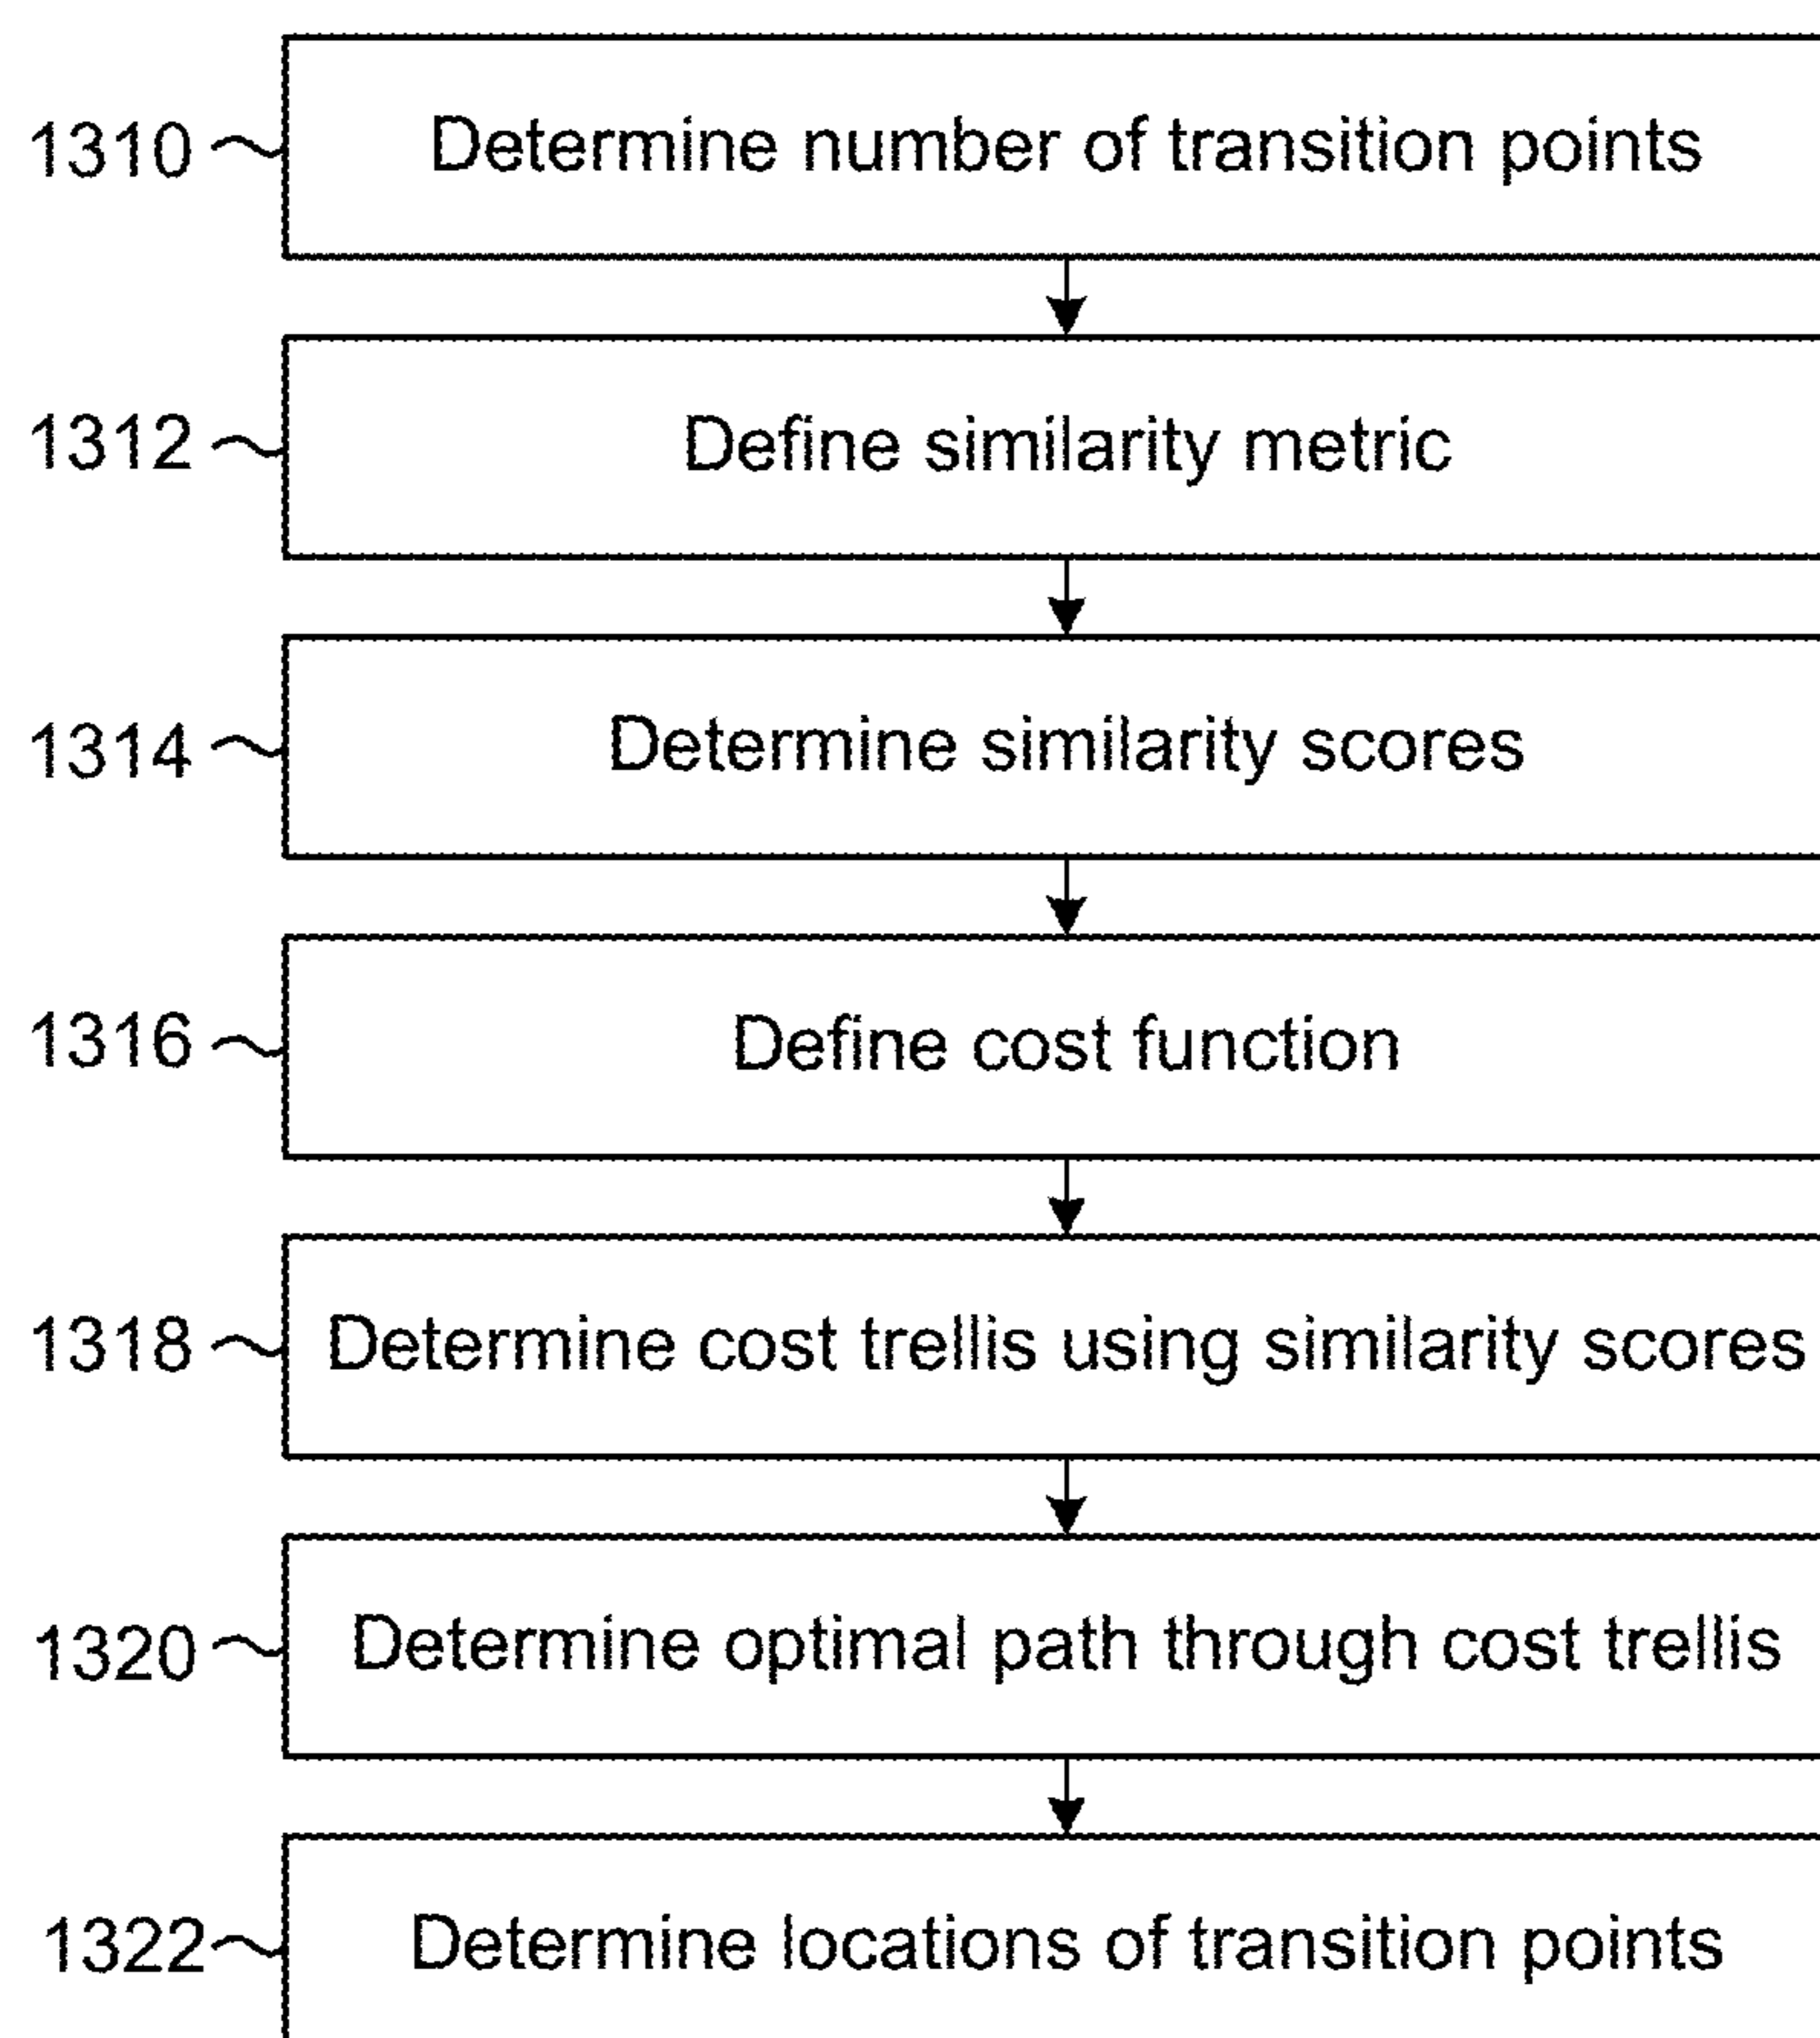 1310 Determine number of transition points
1312 Define similarity metric
1314 Determine similarity scores
1316 Define cost function
1318 Determine cost trellis using similarity scores
1320 Determine optimal path through cost trellis
1322 Determine locations of transition points